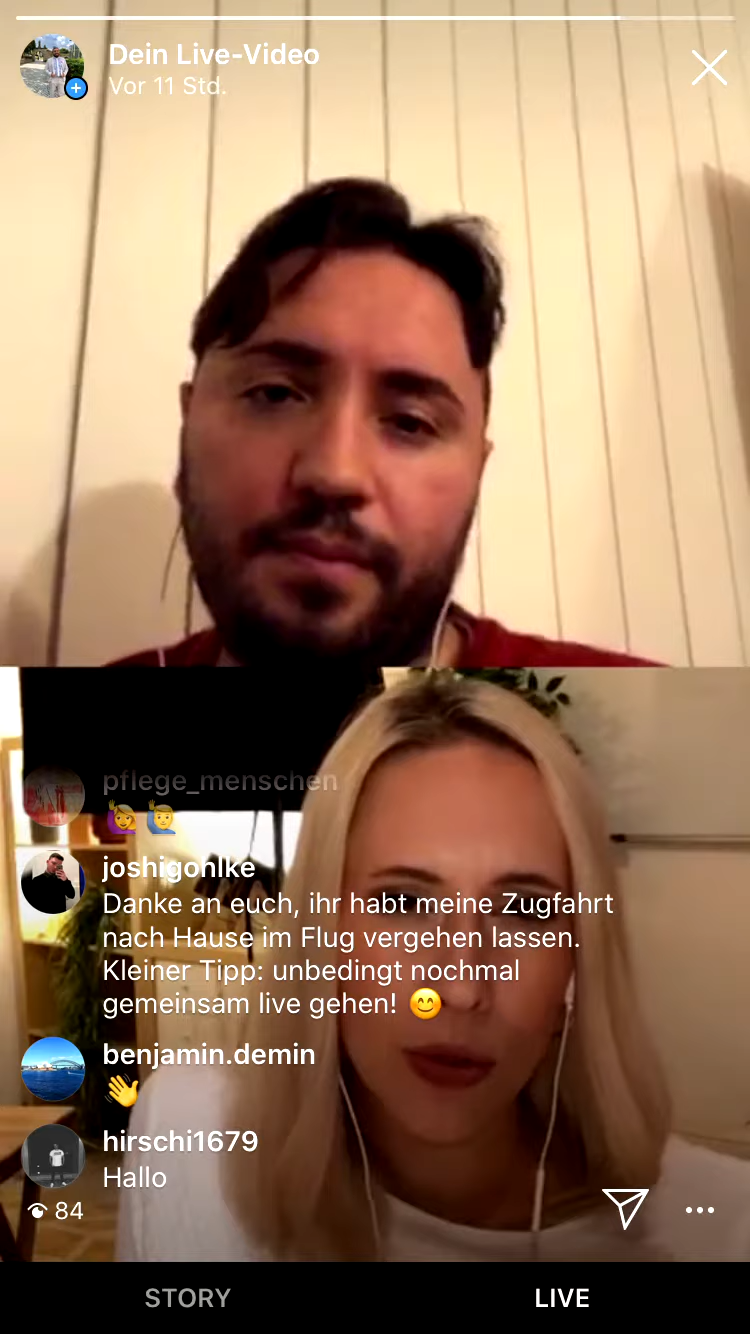 Dein Live-Video
Vor 11 Std.
pflege_menschen
🙋‍♀️🙋‍♂️
joshigohlke
Danke an euch, ihr habt meine Zugfahrt
nach Hause im Flug vergehen lassen.
Kleiner Tipp: unbedingt nochmal
gemeinsam live gehen! 😊
benjamin.demin
👋
hirschi1679
Hallo
84
STORY
LIVE